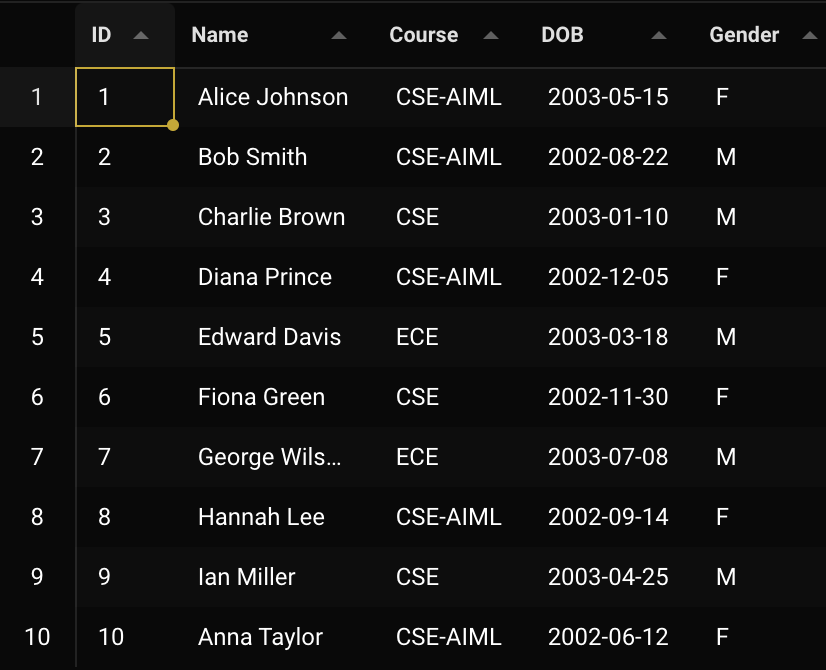 ID Name Course DOB Gender
1 1 Alice Johnson CSE-AIML 2003-05-15 F
2 2 Bob Smith CSE-AIML 2002-08-22 M
3 3 Charlie Brown CSE 2003-01-10 M
4 4 Diana Prince CSE-AIML 2002-12-05 F
5 5 Edward Davis ECE 2003-03-18 M
6 6 Fiona Green CSE 2002-11-30 F
7 7 George Wils... ECE 2003-07-08 M
8 8 Hannah Lee CSE-AIML 2002-09-14 F
9 9 Ian Miller CSE 2003-04-25 M
10 10 Anna Taylor CSE-AIML 2002-06-12 F